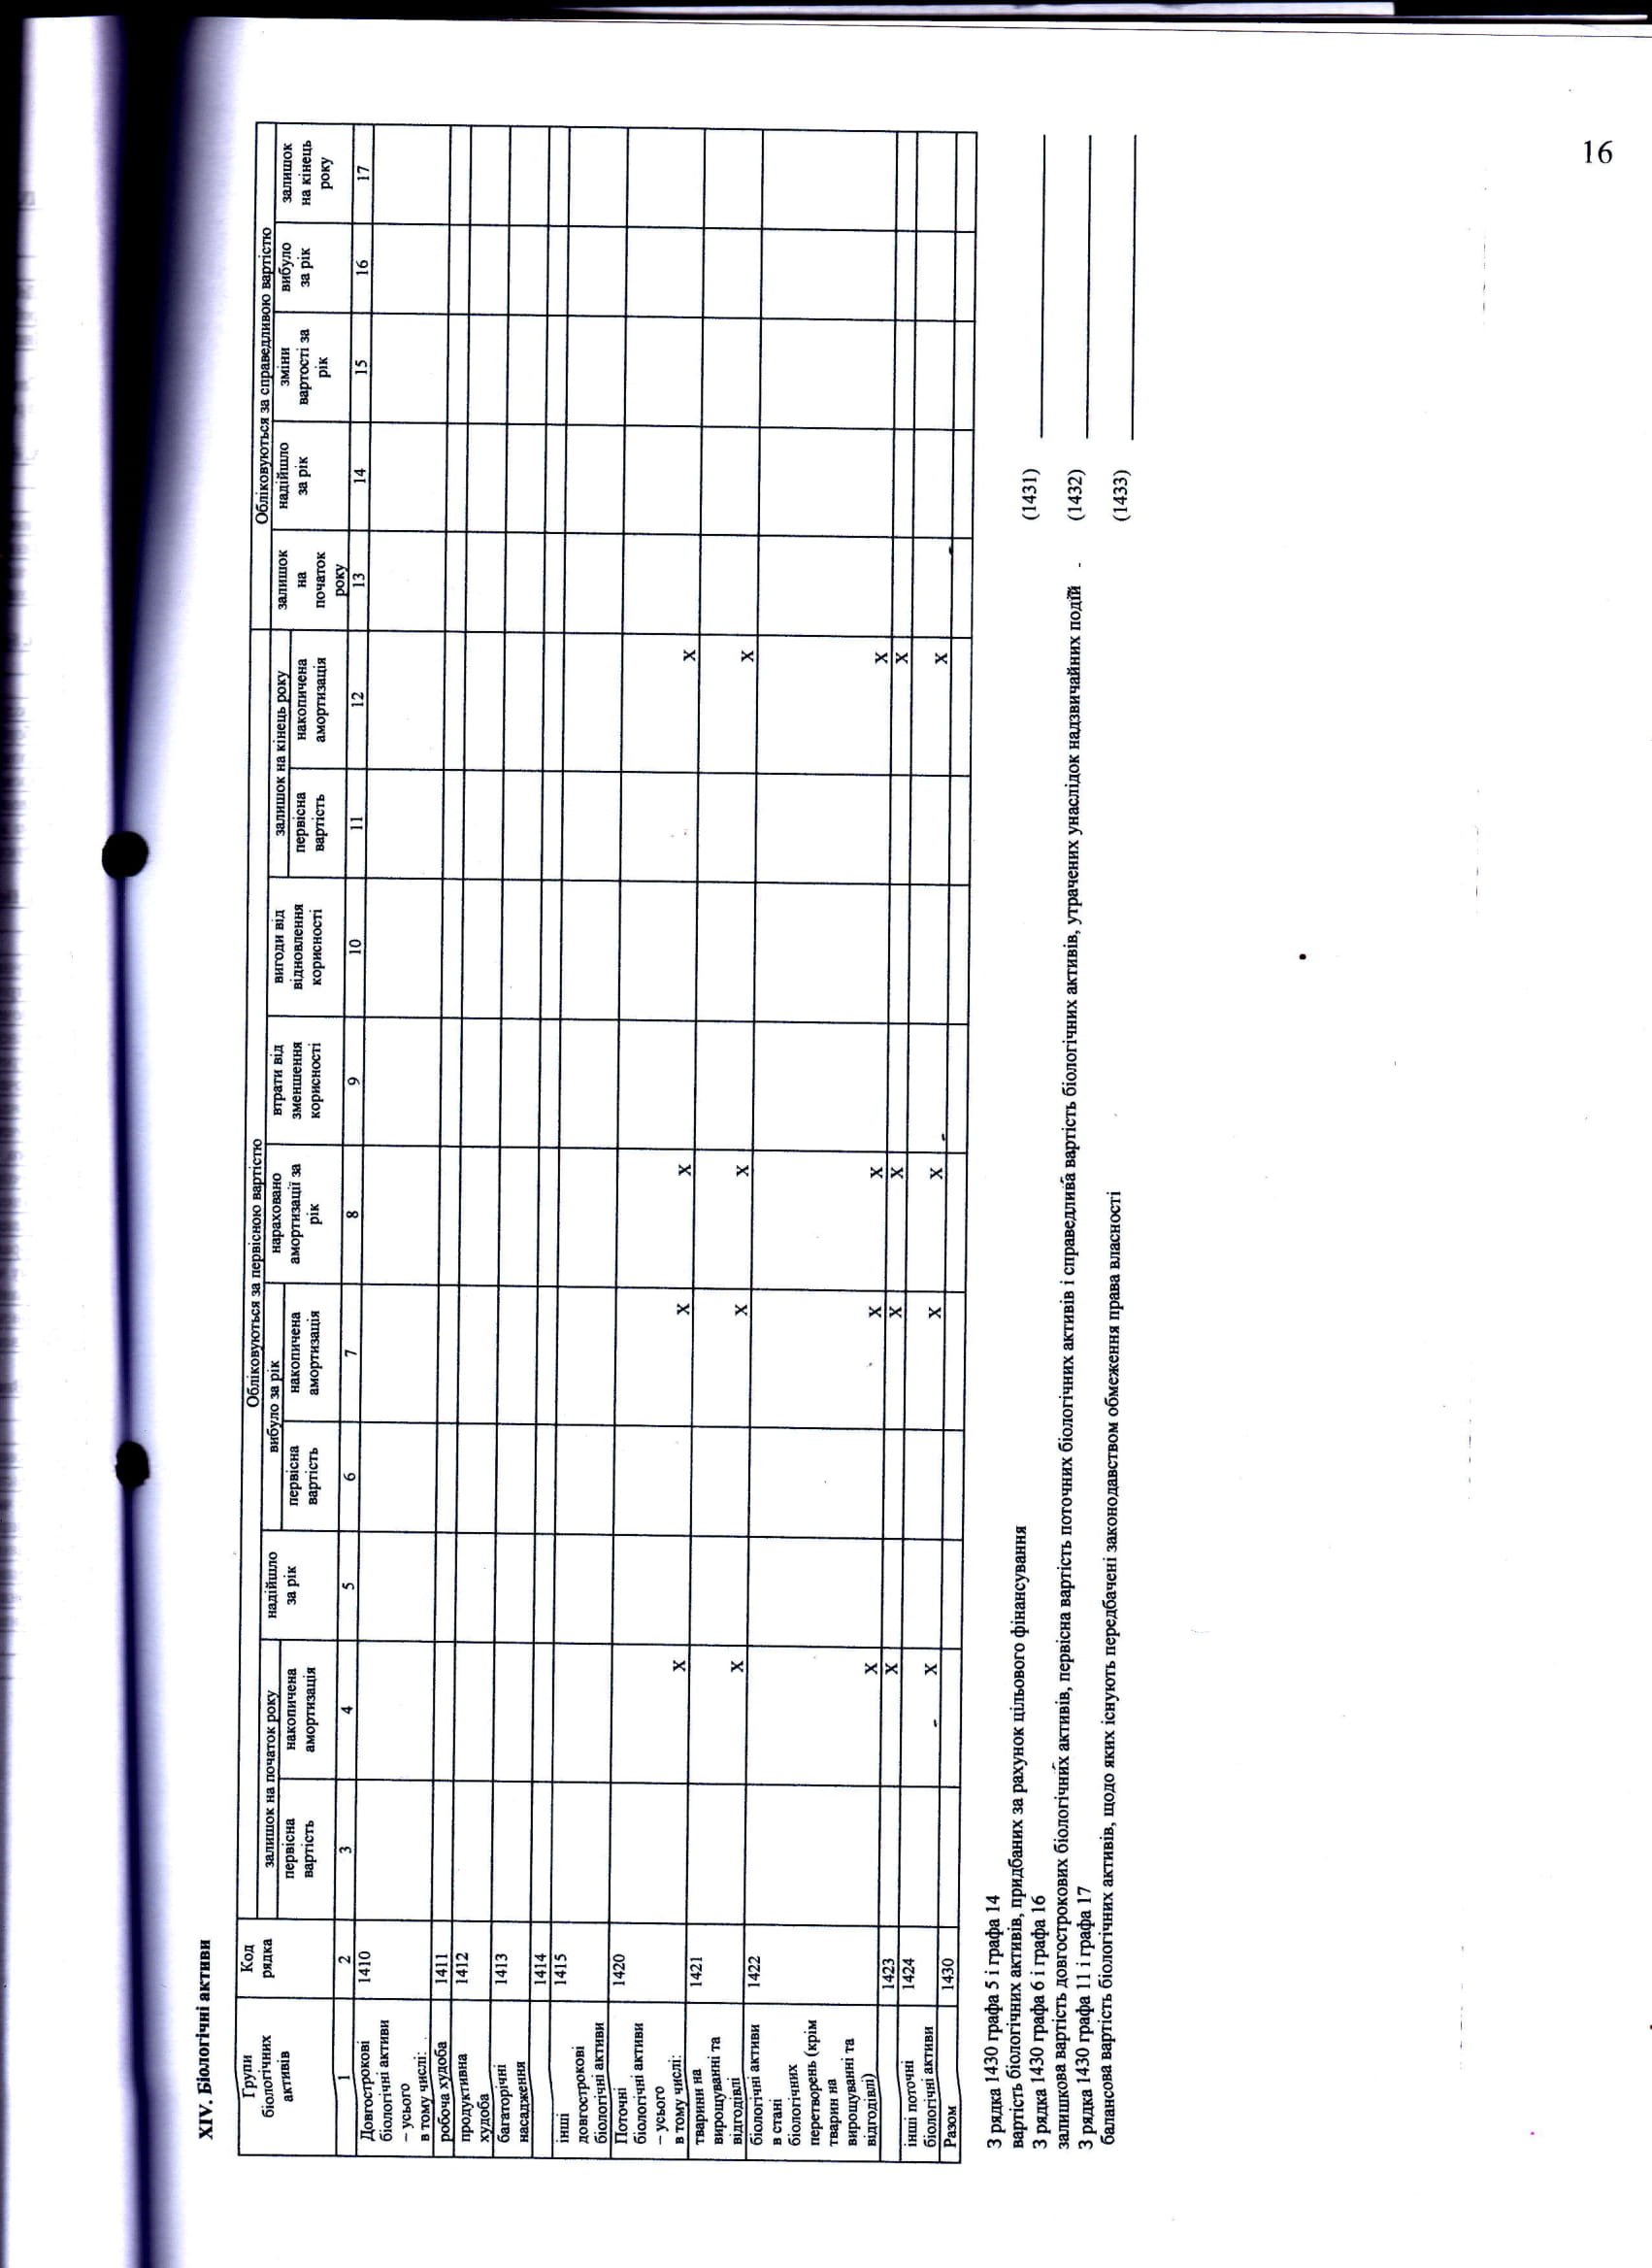 16
XIV. Біологічні активи
Групи
біологічних
активів
Код
рядка
Обліковуються за первісною вартістю
Обліковуються за справедливою вартістю
залишок на початок року
надійшло
за рік
вибуло за рік
нараховано
амортизації за
рік
втрати від
зменшення
корисності
вигоди від
відновлення
корисності
залишок на кінець року
залишок
на
початок
року
надійшло
за рік
зміни
вартості за
рік
вибуло
за рік
залишок
на кінець
року
первісна
вартість
накопичена
амортизація
первісна
вартість
накопичена
амортизація
первісна
вартість
накопичена
амортизація
1 2 3 4 5 6 7 8 9 10 11 12 13 14 15 16 17
Довгострокові 1410
біологічні активи
– усього
в тому числі:
робоча худоба 1411
продуктивна 1412
худоба
багаторічні 1413
насадження
1414
інші 1415
довгострокові
біологічні активи
Поточні 1420
біологічні активи
– усього
в тому числі: X X X X
тварини на 1421
вирощуванні та
відгодівлі X X X X
біологічні активи 1422
в стані
біологічних
перетворень (крім
тварин на
вирощуванні та
відгодівлі) X X X X
1423 X X X X
інші поточні 1424
біологічні активи X X X X
Разом 1430
З рядка 1430 графа 5 і графа 14
вартість біологічних активів, придбаних за рахунок цільового фінансування (1431)
З рядка 1430 графа 6 і графа 16
залишкова вартість довгострокових біологічних активів, первісна вартість поточних біологічних активів і справедлива вартість біологічних активів, утрачених унаслідок надзвичайних подій - (1432)
З рядка 1430 графа 11 і графа 17
балансова вартість біологічних активів, щодо яких існують передбачені законодавством обмеження права власності (1433)